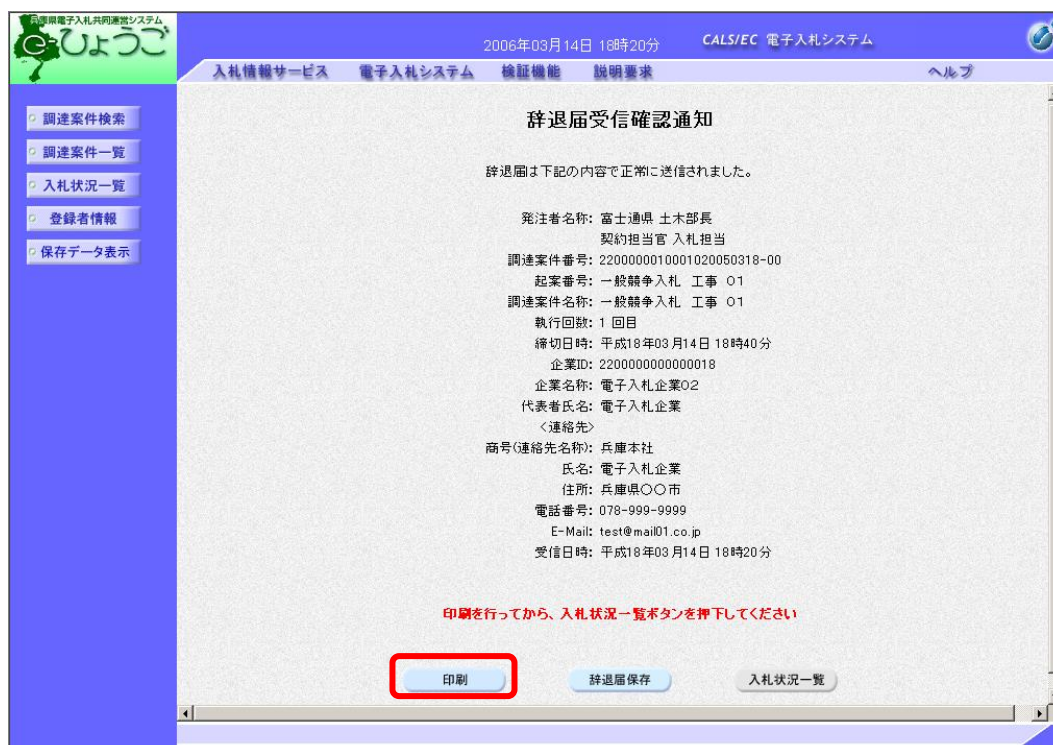 兵庫県電子入札共同運営システム
e ひょうご
2006年03月14日 18時20分
CALS/EC 電子入札システム
入札情報サービス 電子入札システム 検証機能 説明要求 ヘルプ
調達案件検索
調達案件一覧
入札状況一覧
登録者情報
保存データ表示
辞退届受信確認通知
辞退届は下記の内容で正常に送信されました。
発注者名称: 富士通県 土木部長
契約担当官 入札担当
調達案件番号: 2200000010001020050318-00
起案番号: 一般競争入札 工事 01
調達案件名称: 一般競争入札 工事 01
執行回数: 1 回目
締切日時: 平成18年03月14日 18時40分
企業ID: 2200000000000018
企業名称: 電子入札企業02
代表者氏名: 電子入札企業
<連絡先>
商号(連絡先名称): 兵庫本社
氏名: 電子入札企業
住所: 兵庫県〇〇市
電話番号: 078-999-9999
E-Mail: test@mail01.co.jp
受信日時: 平成18年03月14日 18時20分
印刷を行ってから、入札状況一覧ボタンを押下してください
印刷
辞退届保存
入札状況一覧